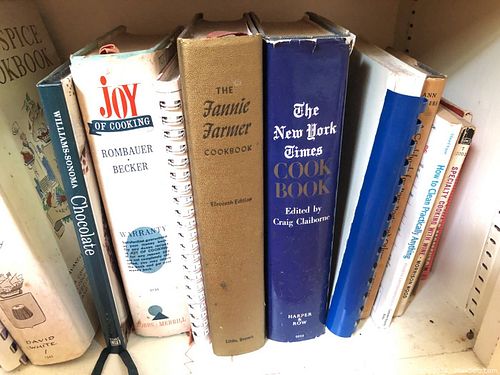 SPICE
COOKBOOK
DAVID
WHITE
WILLIAMS-SONOMA
Chocolate
JOY
OF COOKING
ROMBAUER
BECKER
WARRANTY
BOBBS-MERRILL
THE
Fannie
Farmer
COOKBOOK
Eleventh Edition
Little, Brown
The
New York
Times
COOK
BOOK
Edited by
Craig Claiborne
HARPER
& ROW
ANN
How to Clean Practically Anything